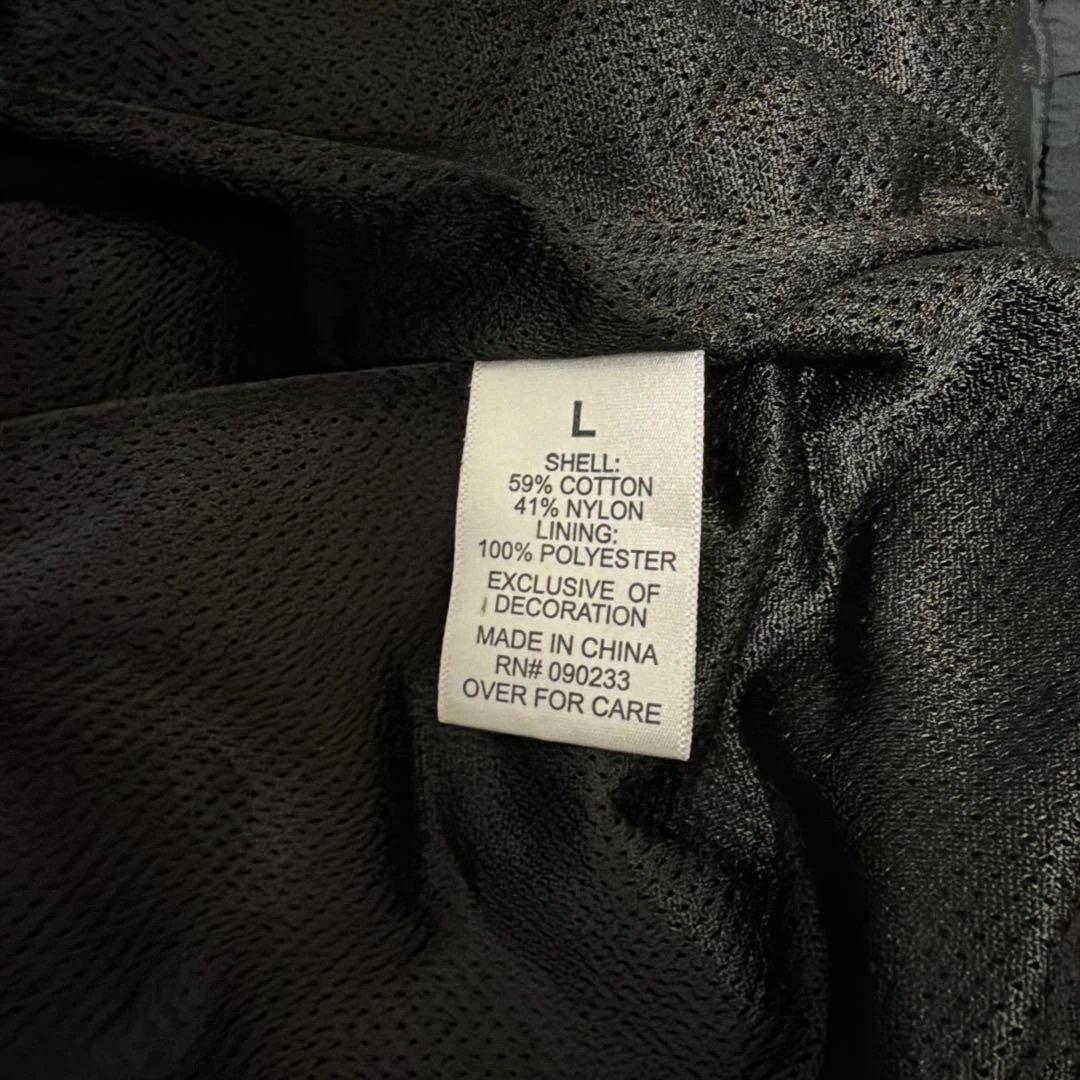 L
SHELL:
59% COTTON
41% NYLON
LINING:
100% POLYESTER
EXCLUSIVE OF
DECORATION
MADE IN CHINA
RN# 090233
OVER FOR CARE